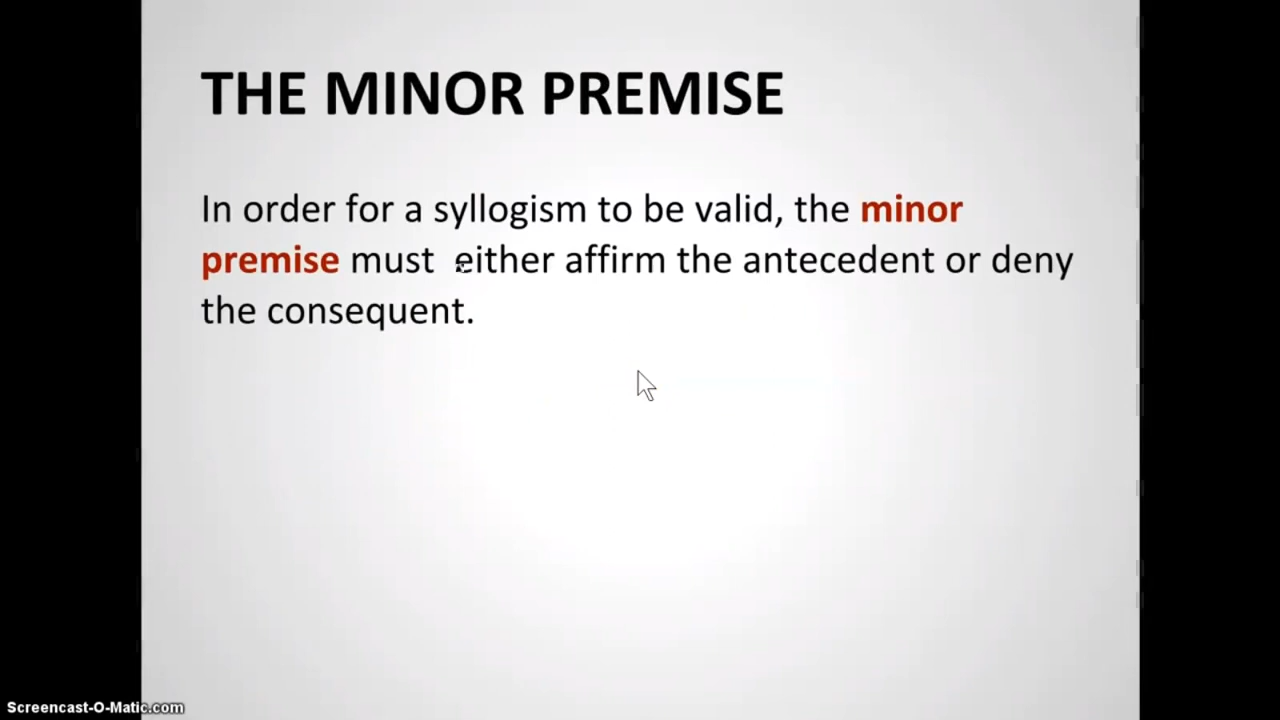 THE MINOR PREMISE
In order for a syllogism to be valid, the minor
premise must either affirm the antecedent or deny
the consequent.
Screencast-O-Matic.com